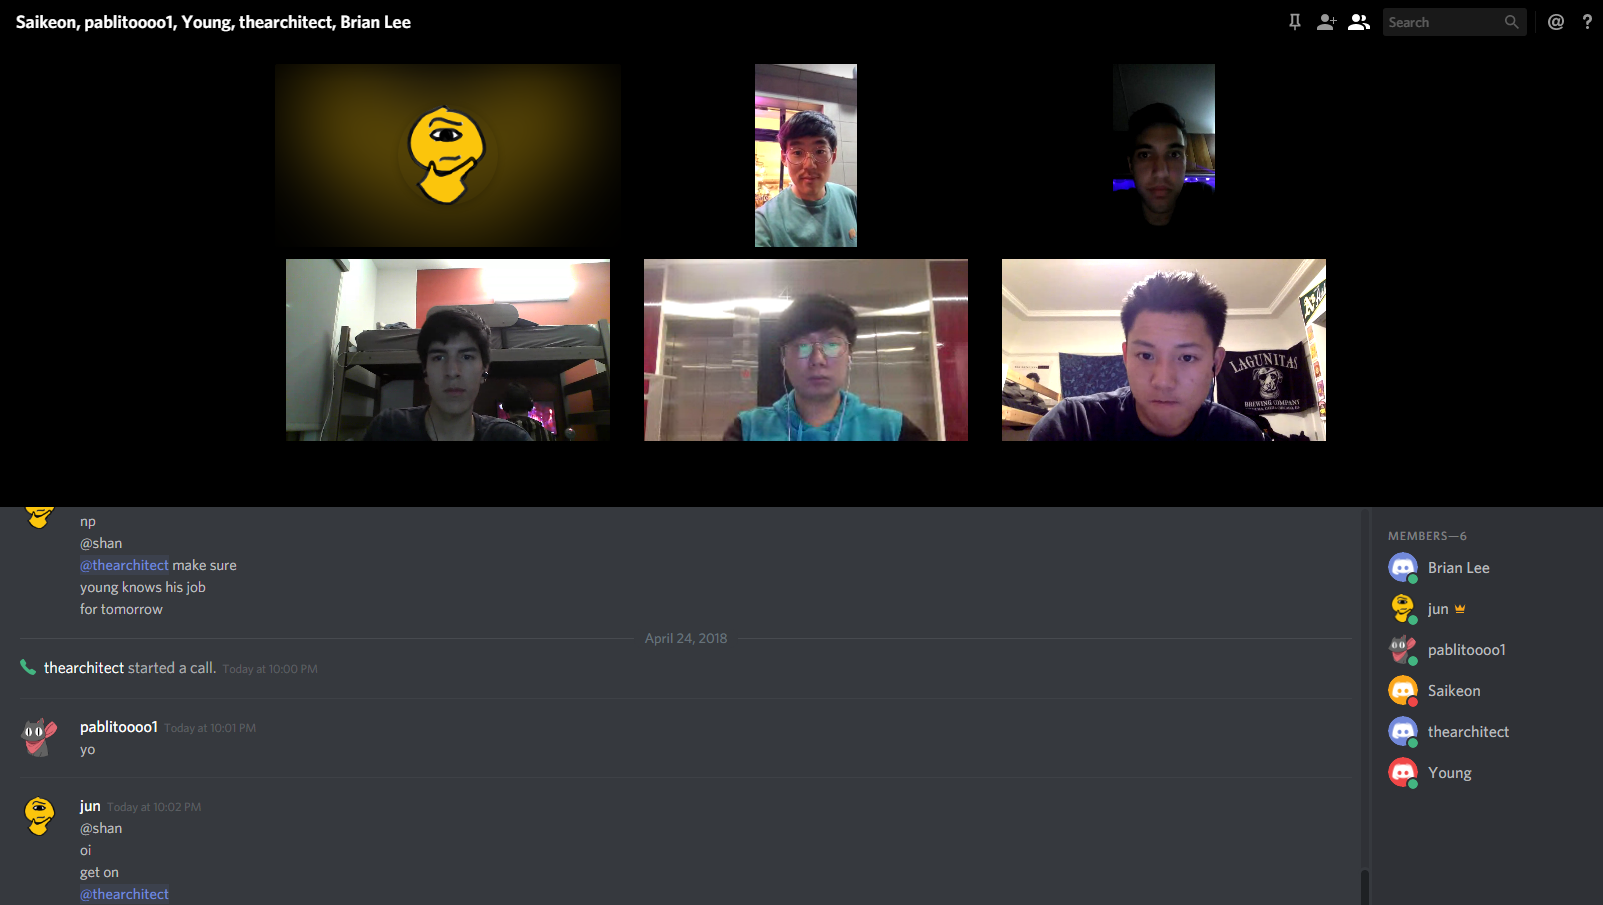 Saikeon, pablitoooo1, Young, thearchitect, Brian Lee
Search
LAGUNITAS
BREWING COMPANY
np
@shan
@thearchitect make sure
young knows his job
for tomorrow
April 24, 2018
thearchitect started a call. Today at 10:00 PM
pablitoooo1 Today at 10:01 PM
yo
jun Today at 10:02 PM
@shan
oi
get on
@thearchitect
MEMBERS—6
Brian Lee
jun
pablitoooo1
Saikeon
thearchitect
Young